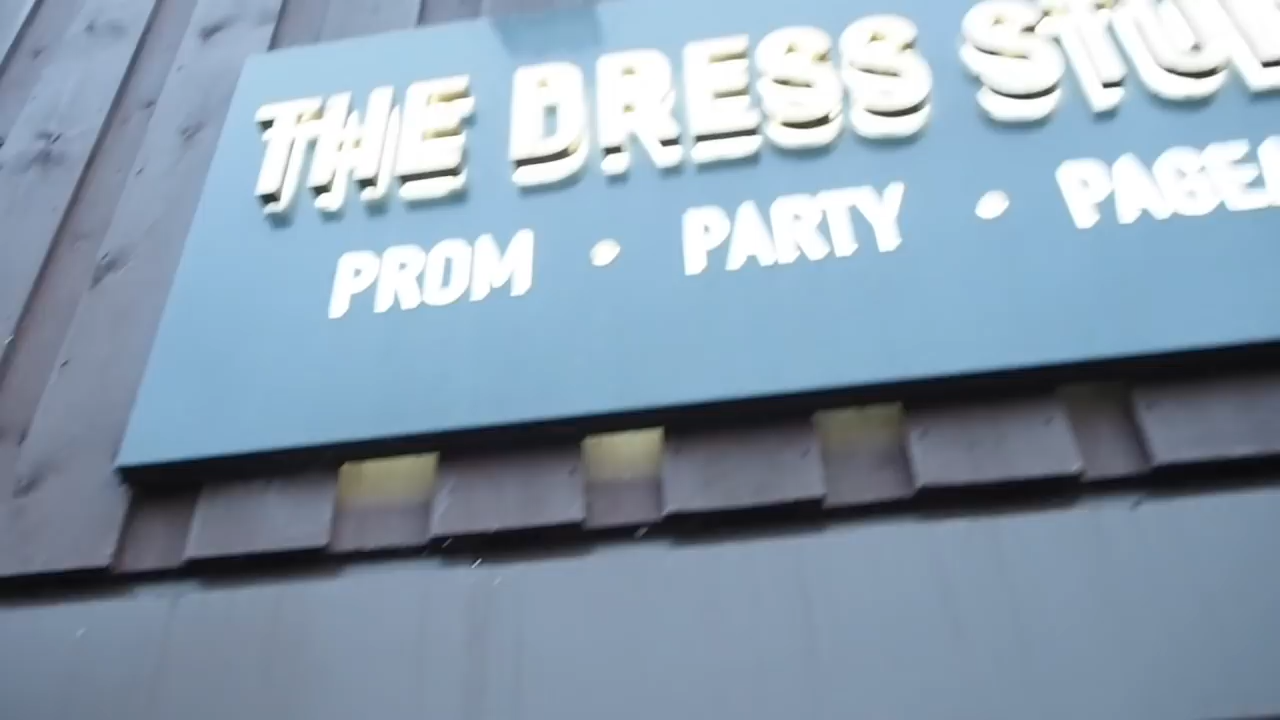 THE DRESS
PROM • PARTY •